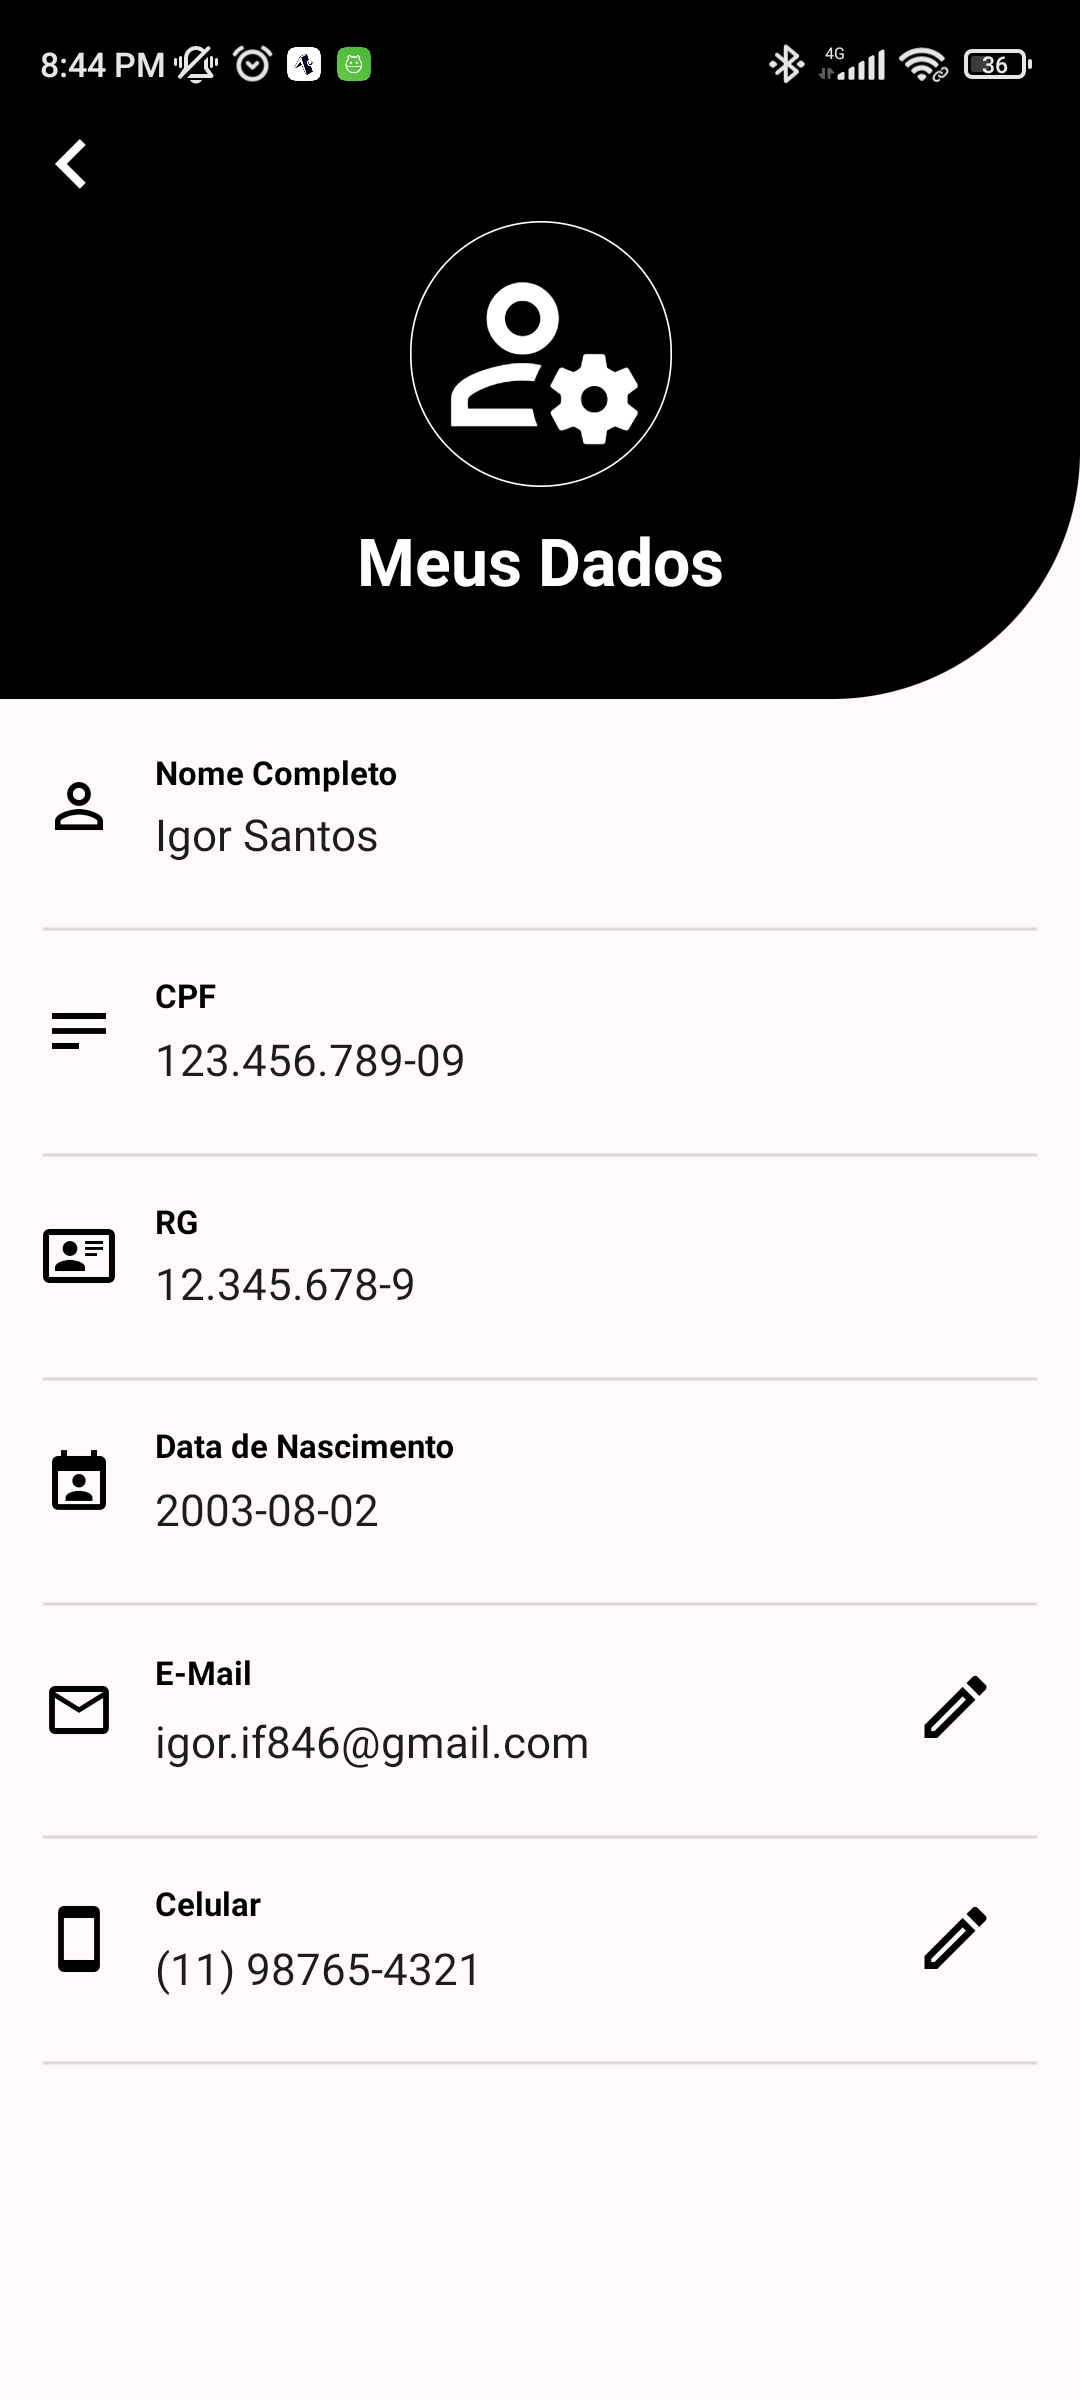 8:44 PM 4G 36
Meus Dados
Nome Completo
Igor Santos
CPF
123.456.789-09
RG
12.345.678-9
Data de Nascimento
2003-08-02
E-Mail
igor.if846@gmail.com
Celular
(11) 98765-4321